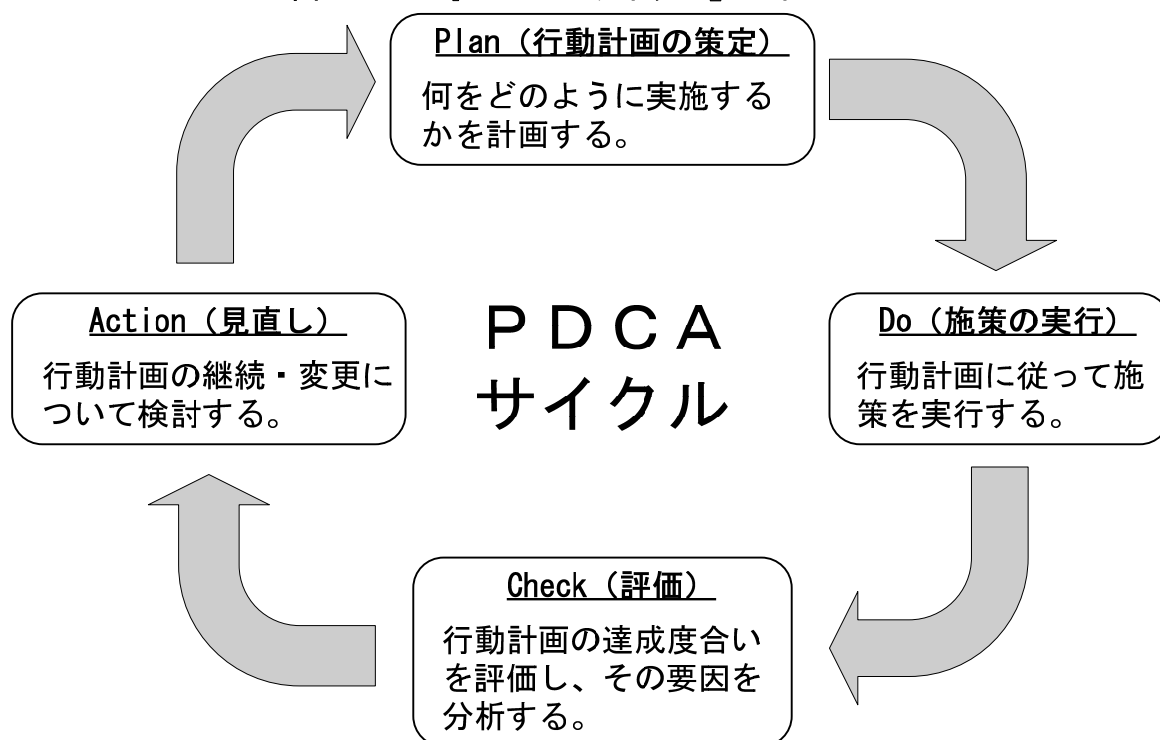 Plan（行動計画の策定）
何をどのように実施する
かを計画する。
Action（見直し）
行動計画の継続・変更に
ついて検討する。
ＰＤＣＡ
サイクル
Do（施策の実行）
行動計画に従って施
策を実行する。
Check（評価）
行動計画の達成度合い
を評価し、その要因を
分析する。